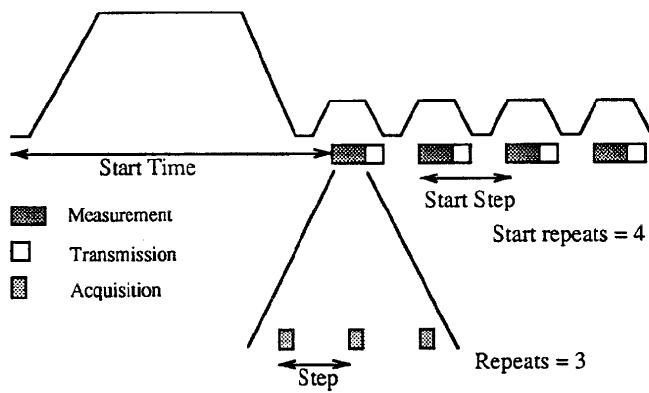 Start Time
Start Step
Measurement
Start repeats = 4
Transmission
Acquisition
Repeats = 3
Step